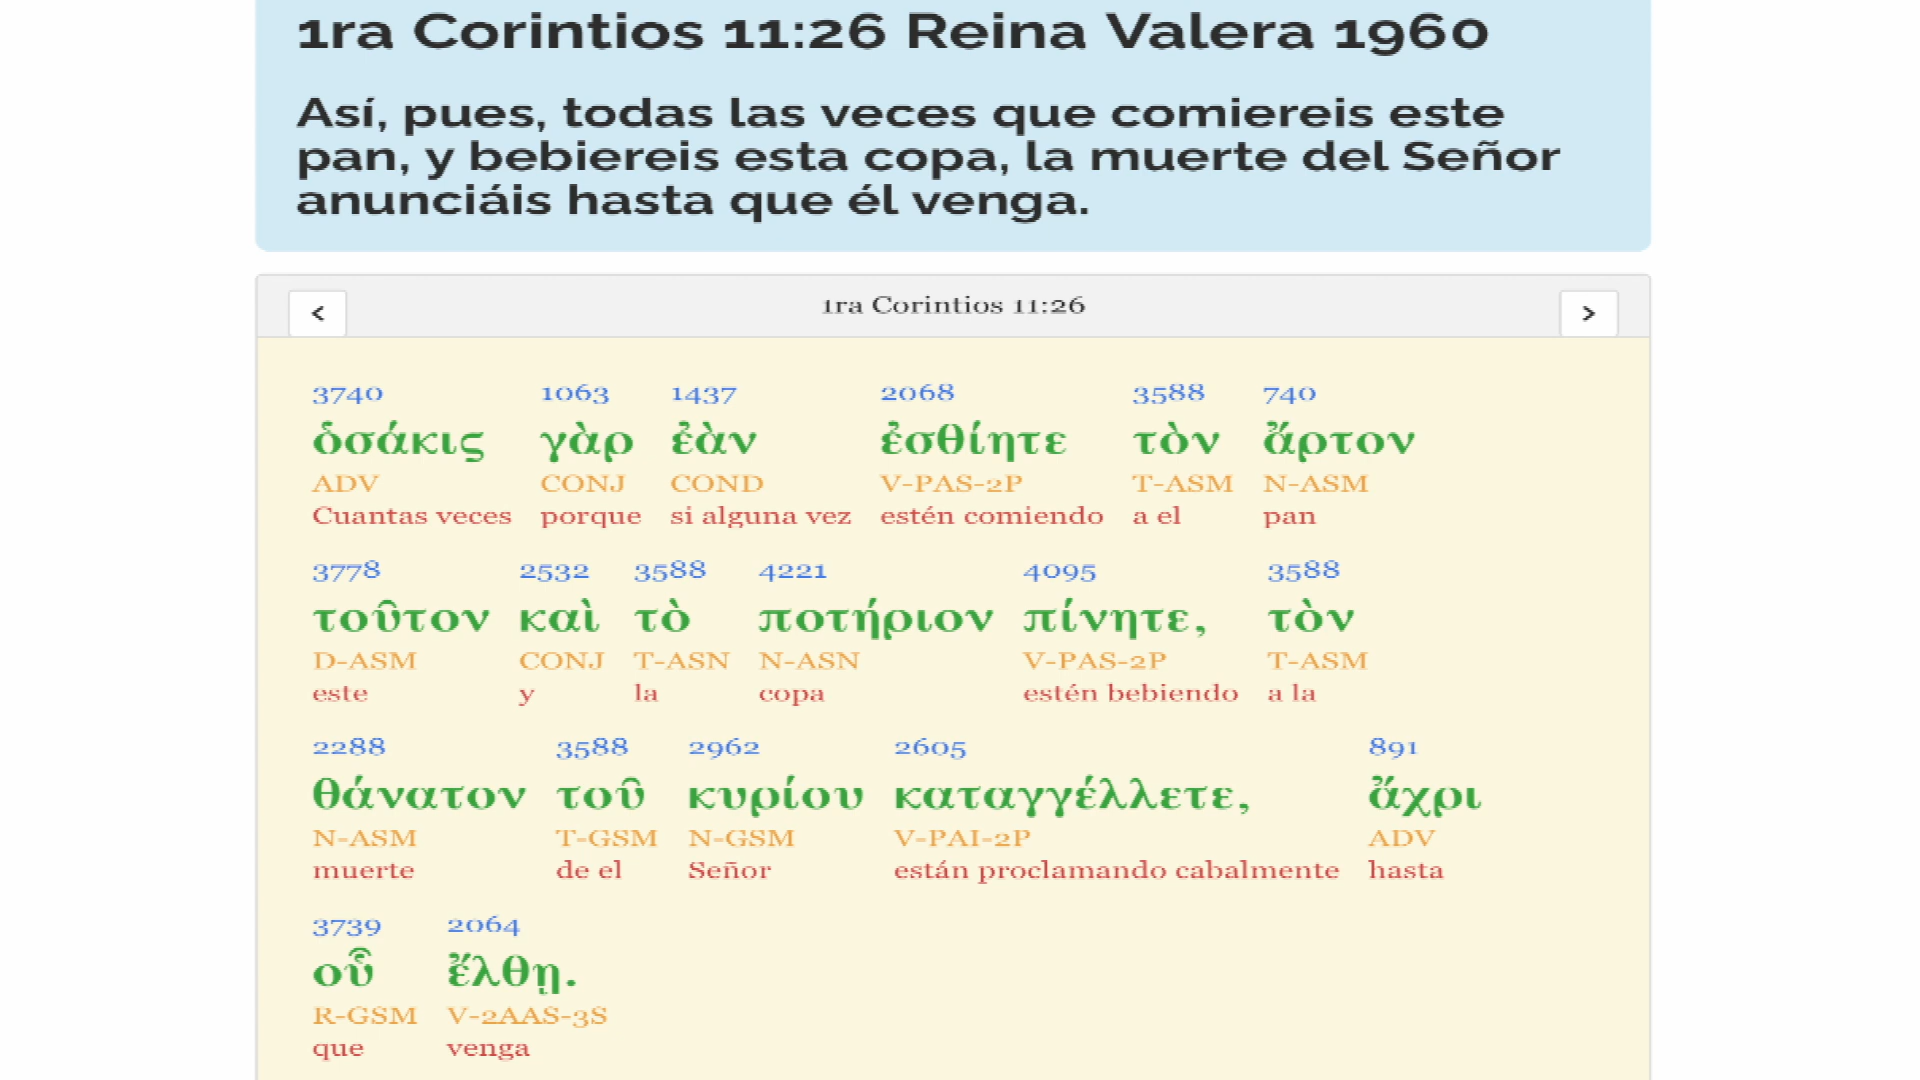 1ra Corintios 11:26 Reina Valera 1960
Así, pues, todas las veces que comiereis este
pan, y bebiereis esta copa, la muerte del Señor
anunciáis hasta que él venga.
< 1ra Corintios 11:26 >
3740 1063 1437 2068 3588 740
ὁσάκις γὰρ ἐὰν ἐσθίητε τὸν ἄρτον
ADV CONJ COND V-PAS-2P T-ASM N-ASM
Cuantas veces porque si alguna vez estén comiendo a el pan
3778 2532 3588 4221 4095 3588
τοῦτον καὶ τὸ ποτήριον πίνητε, τὸν
D-ASM CONJ T-ASN N-ASN V-PAS-2P T-ASM
este y la copa estén bebiendo a la
2288 3588 2962 2605 891
θάνατον τοῦ κυρίου καταγγέλλετε, ἄχρι
N-ASM T-GSM N-GSM V-PAI-2P ADV
muerte de el Señor están proclamando cabalmente hasta
3739 2064
οὗ ἔλθῃ.
R-GSM V-2AAS-3S
que venga